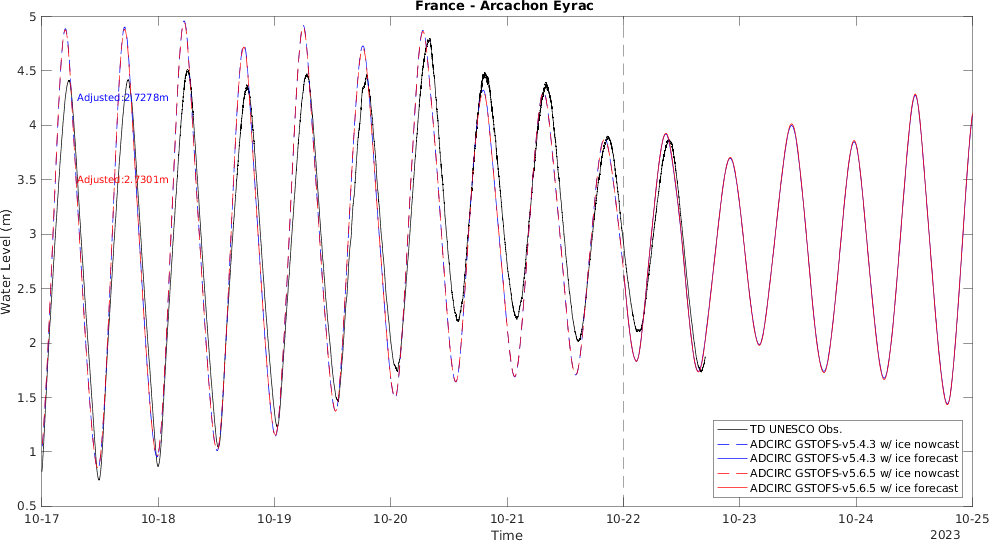 France - Arcachon Eyrac
Water Level (m)
5
4.5
4
3.5
3
2.5
2
1.5
1
0.5
Adjusted:2.7278m
Adjusted:2.7301m
TD UNESCO Obs.
ADCIRC GSTOFS-v5.4.3 w/ ice nowcast
ADCIRC GSTOFS-v5.4.3 w/ ice forecast
ADCIRC GSTOFS-v5.6.5 w/ ice nowcast
ADCIRC GSTOFS-v5.6.5 w/ ice forecast
10-17 10-18 10-19 10-20 10-21 10-22 10-23 10-24 10-25
Time
2023